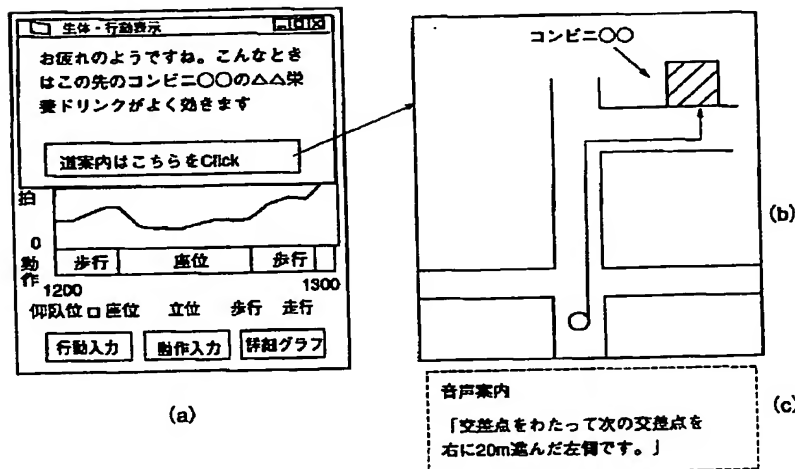 生体・行動表示
お疲れのようですね。こんなとき
はこの先のコンビニ○○の△△栄
養ドリンクがよく効きます
道案内はこちらをClick
拍
0
動作
歩行 座位 歩行
1200 1300
仰臥位 座位 立位 歩行 走行
行動入力 動作入力 詳細グラフ
(a)
コンビニ○○
(b)
音声案内
「交差点をわたって次の交差点を
右に20m進んだ左側です。」
(c)